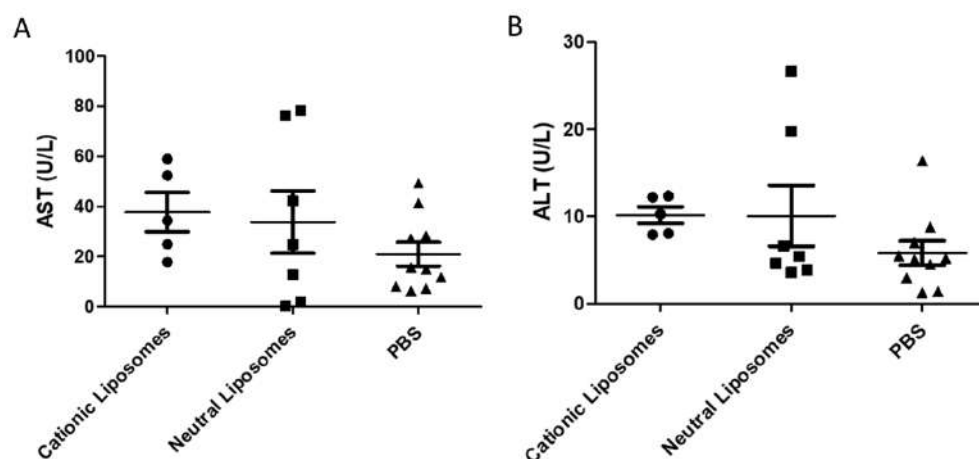 A
AST (U/L)
100
80
60
40
20
0
Cationic Liposomes
Neutral Liposomes
PBS
B
ALT (U/L)
30
20
10
0
Cationic Liposomes
Neutral Liposomes
PBS